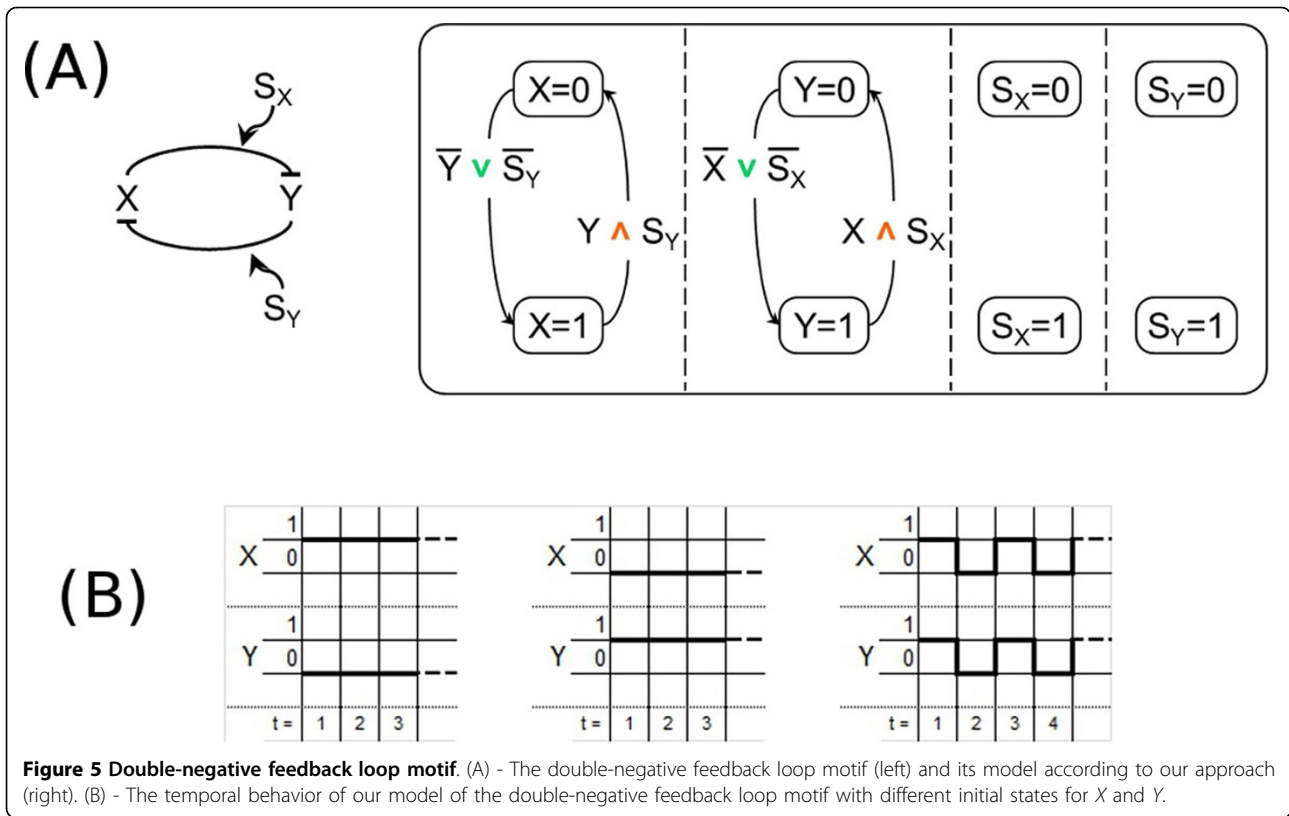 (A)
S_X
X
Y
S_Y
X=0
Y̅ ∨ S̅_Y̅
Y ∧ S_Y
X=1
Y=0
X̅ ∨ S̅_X̅
X ∧ S_X
Y=1
S_X=0
S_X=1
S_Y=0
S_Y=1
(B)
1
X 0
1
Y 0
t = 1 2 3
1
X 0
1
Y 0
t = 1 2 3
1
X 0
1
Y 0
t = 1 2 3 4
Figure 5 Double-negative feedback loop motif. (A) - The double-negative feedback loop motif (left) and its model according to our approach
(right). (B) - The temporal behavior of our model of the double-negative feedback loop motif with different initial states for X and Y.